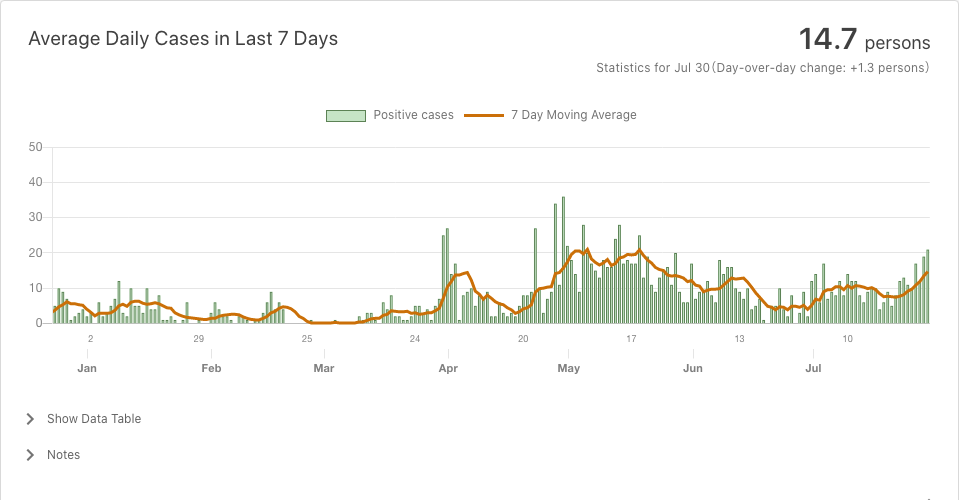 Average Daily Cases in Last 7 Days
14.7 persons
Statistics for Jul 30(Day-over-day change: +1.3 persons)
Positive cases 7 Day Moving Average
50
40
30
20
10
0
2 29 25 24 20 17 13 10
Jan Feb Mar Apr May Jun Jul
Show Data Table
Notes